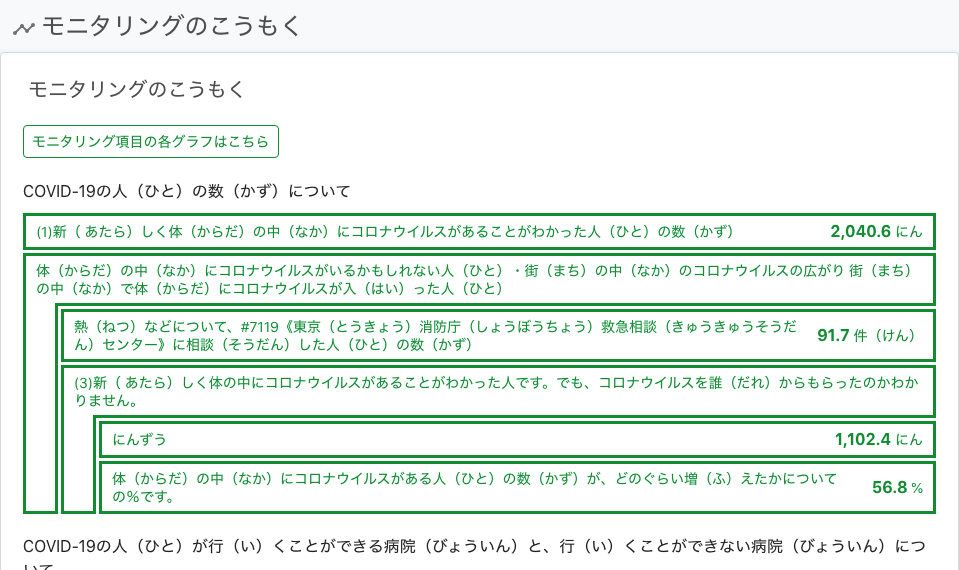 モニタリングのこうもく
モニタリングのこうもく
モニタリング項目の各グラフはこちら
COVID-19の人（ひと）の数（かず）について
(1)新（ あたら）しく体（からだ）の中（なか）にコロナウイルスがあることがわかった人（ひと）の数（かず） 2,040.6 にん
体（からだ）の中（なか）にコロナウイルスがいるかもしれない人（ひと）・街（まち）の中（なか）のコロナウイルスの広がり 街（まち）
の中（なか）で体（からだ）にコロナウイルスが入（はい）った人（ひと）
熱（ねつ）などについて、#7119《東京（とうきょう）消防庁（しょうぼうちょう）救急相談（きゅうきゅうそうだ
ん）センター》に相談（そうだん）した人（ひと）の数（かず） 91.7 件（けん）
(3)新（ あたら）しく体の中にコロナウイルスがあることがわかった人です。でも、コロナウイルスを誰（だれ）からもらったのかわか
りません。
にんずう 1,102.4 にん
体（からだ）の中（なか）にコロナウイルスがある人（ひと）の数（かず）が、どのぐらい増（ふ）えたかについて
の％です。 56.8 %
COVID-19の人（ひと）が行（い）くことができる病院（びょういん）と、行（い）くことができない病院（びょういん）につ
いて